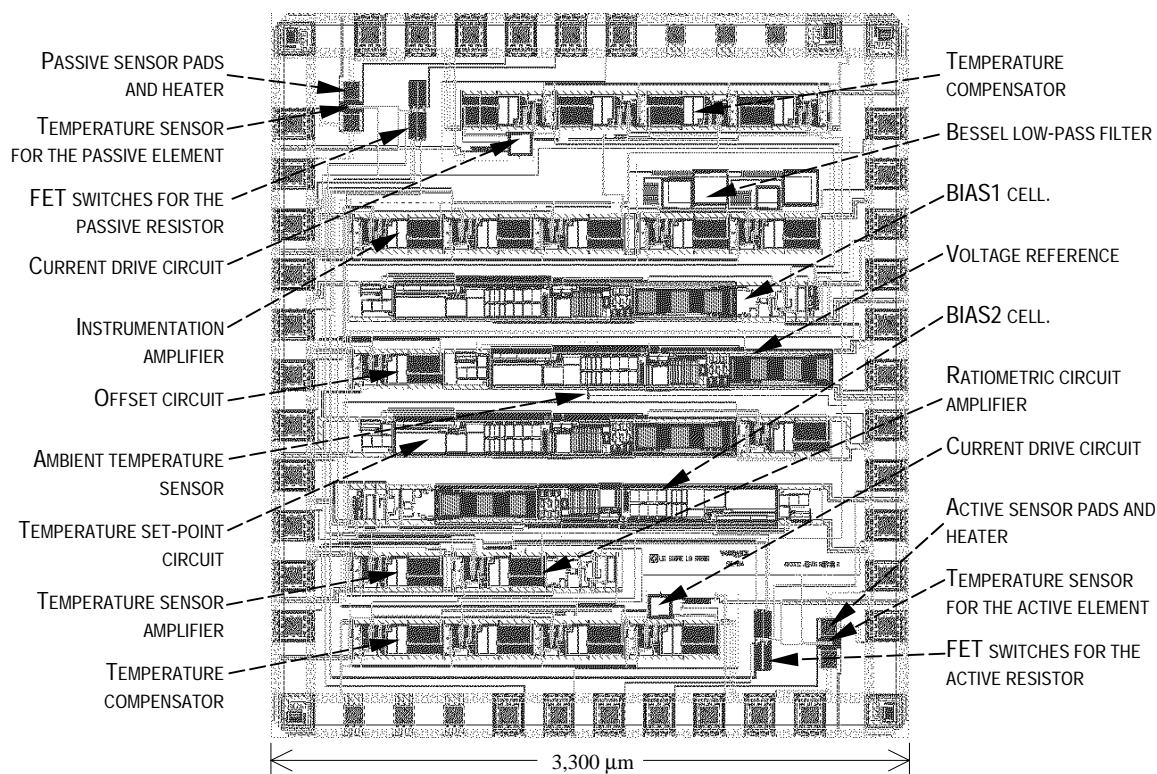 PASSIVE SENSOR PADS
AND HEATER
TEMPERATURE SENSOR
FOR THE PASSIVE ELEMENT
FET SWITCHES FOR THE
PASSIVE RESISTOR
CURRENT DRIVE CIRCUIT
INSTRUMENTATION
AMPLIFIER
OFFSET CIRCUIT
AMBIENT TEMPERATURE
SENSOR
TEMPERATURE SET-POINT
CIRCUIT
TEMPERATURE SENSOR
AMPLIFIER
TEMPERATURE
COMPENSATOR
TEMPERATURE
COMPENSATOR
BESSEL LOW-PASS FILTER
BIAS1 CELL.
VOLTAGE REFERENCE
BIAS2 CELL.
RATIOMETRIC CIRCUIT
AMPLIFIER
CURRENT DRIVE CIRCUIT
ACTIVE SENSOR PADS AND
HEATER
TEMPERATURE SENSOR
FOR THE ACTIVE ELEMENT
FET SWITCHES FOR THE
ACTIVE RESISTOR
3,300 µm